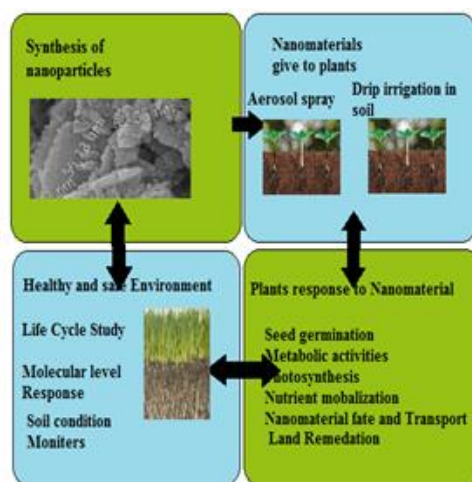 Synthesis of
nanoparticles
Nanomaterials
give to plants
Aerosol spray
Drip irrigation in
soil
Healthy and safe Environment
Life Cycle Study
Molecular level
Response
Soil condition
Moniters
Plants response to Nanomaterial
Seed germination
Metabolic activities
Photosynthesis
Nutrient mobalization
Nanomaterial fate and Transport
Land Remedation